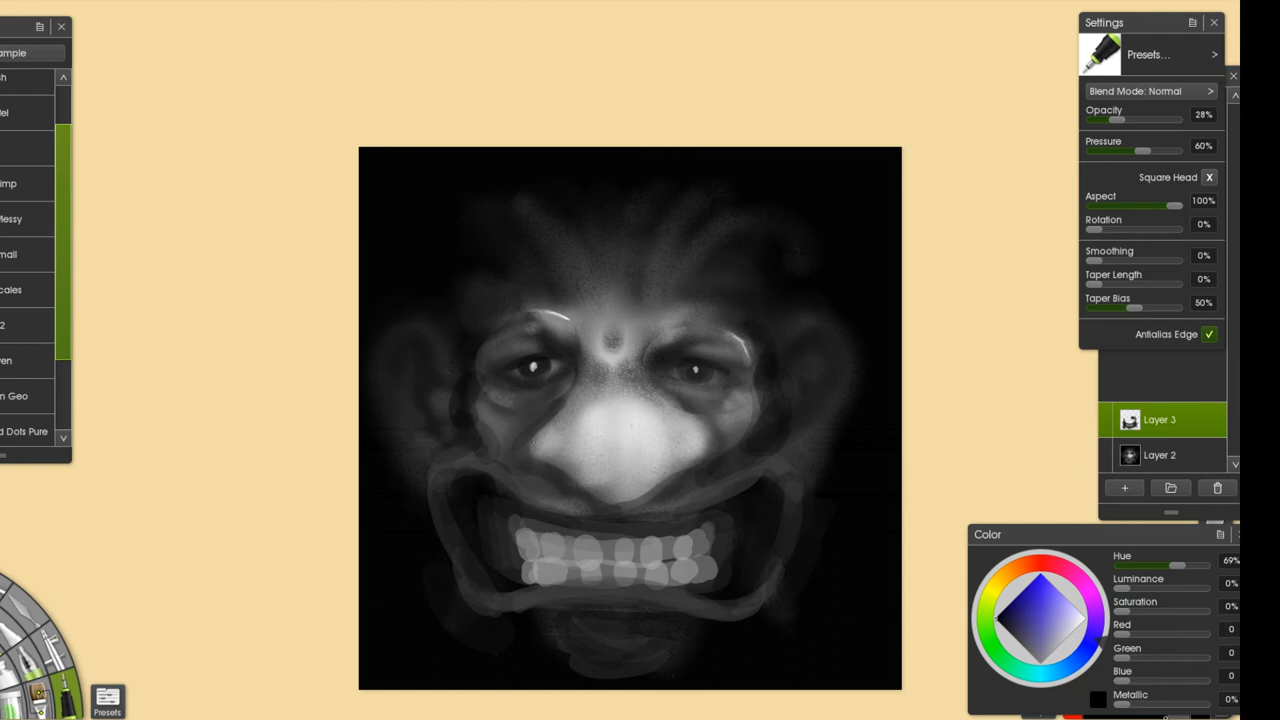 ample
sh
el
imp
Messy
mall
cales
2
en
n Geo
d Dots Pure
Presets
Settings
Presets...
>
Blend Mode: Normal >
Opacity
28%
Pressure
60%
Square Head X
Aspect
100%
Rotation
0%
Smoothing
0%
Taper Length
0%
Taper Bias
50%
Antialias Edge
Layer 3
Layer 2
Color
Hue
69%
Luminance
0%
Saturation
0%
Red
0
Green
0
Blue
0
Metallic
0%